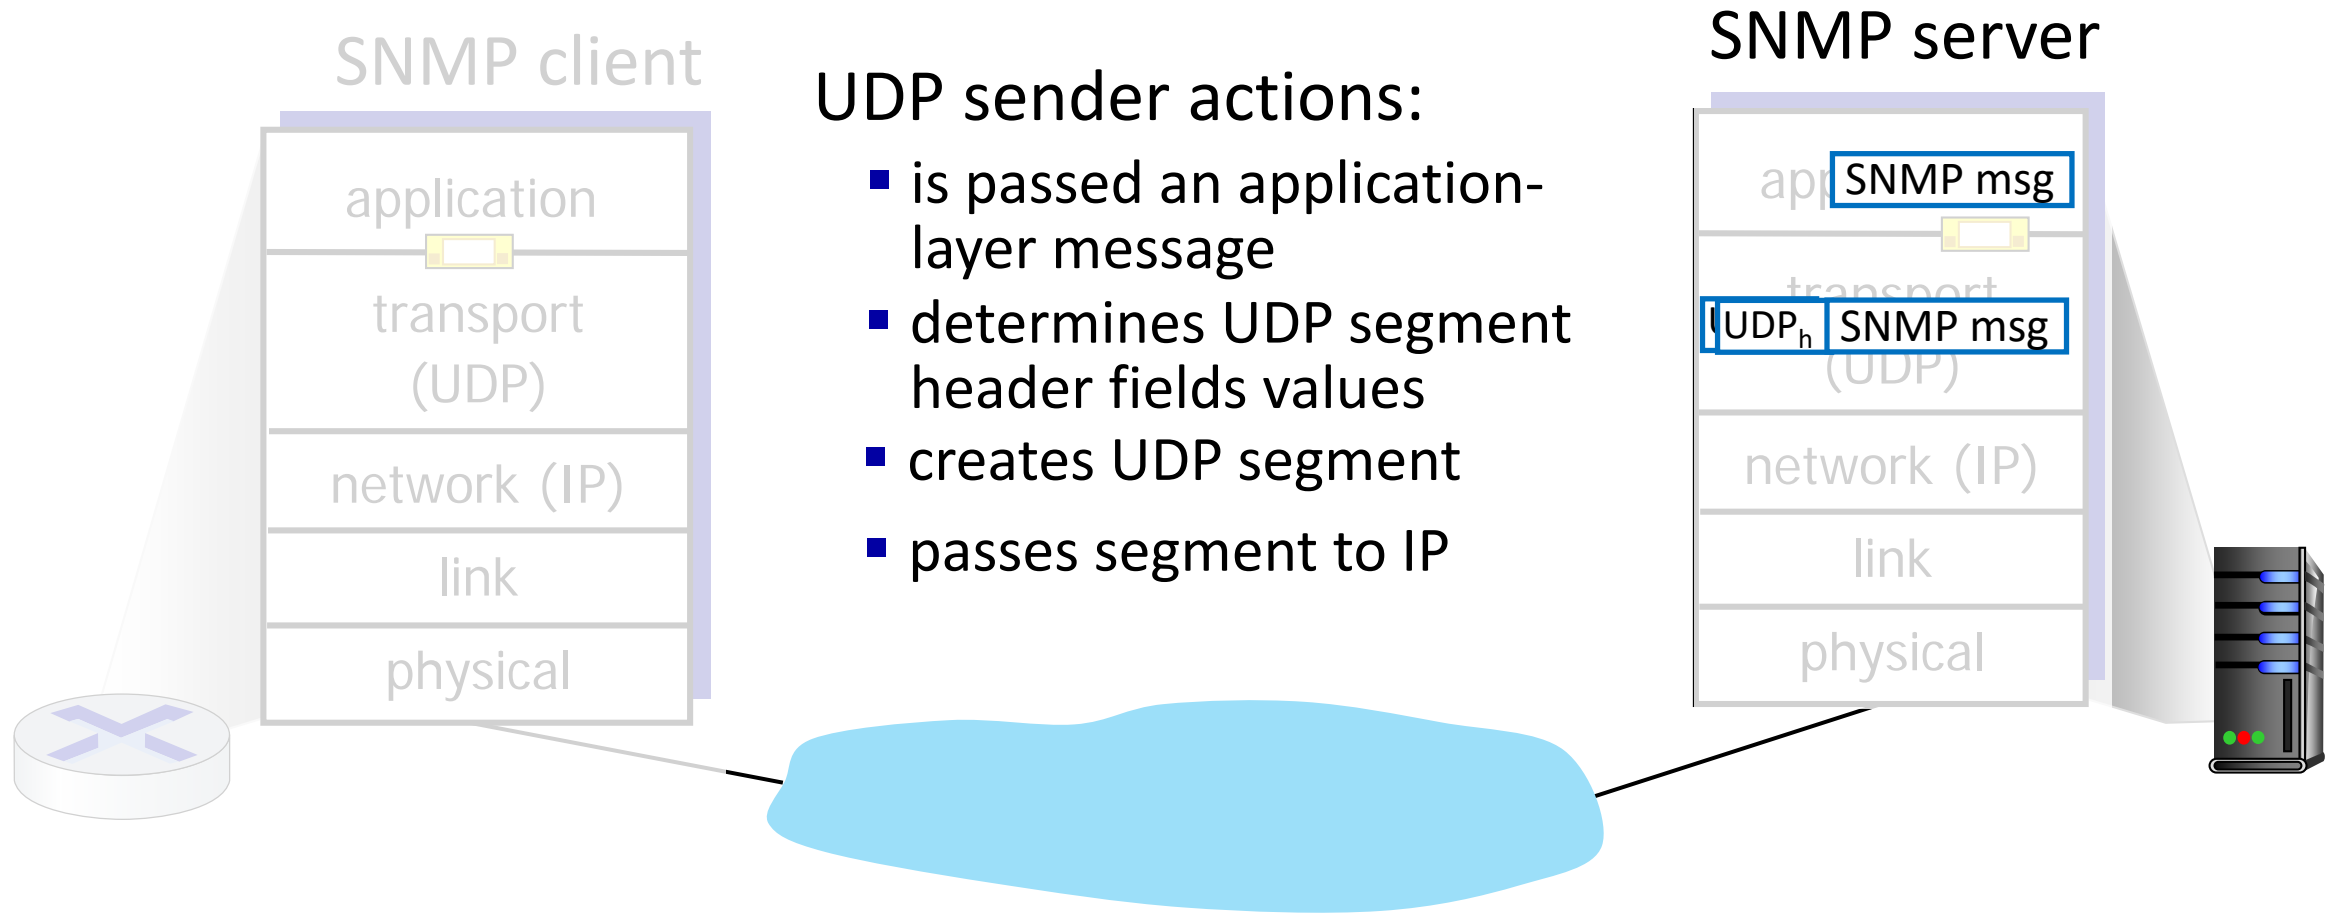 SNMP client
application
transport
(UDP)
network (IP)
link
physical
UDP sender actions:
is passed an application-
layer message
determines UDP segment
header fields values
creates UDP segment
passes segment to IP
SNMP server
SNMP msg
transport
UDPh SNMP msg
(UDP)
network (IP)
link
physical